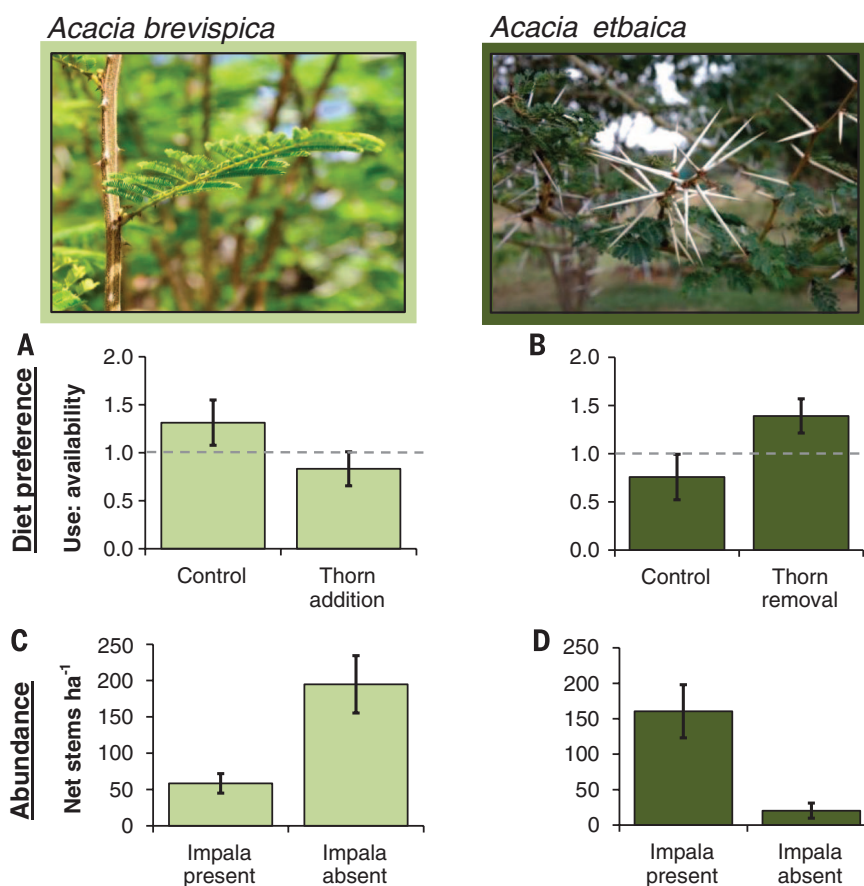 Acacia brevispica
Acacia etbaica
A
Diet preference
Use: availability
2.0
1.5
1.0
0.5
0.0
Control
Thorn
addition
B
2.0
1.5
1.0
0.5
0.0
Control
Thorn
removal
C
Abundance
Net stems ha⁻¹
250
200
150
100
50
0
Impala
present
Impala
absent
D
250
200
150
100
50
0
Impala
present
Impala
absent